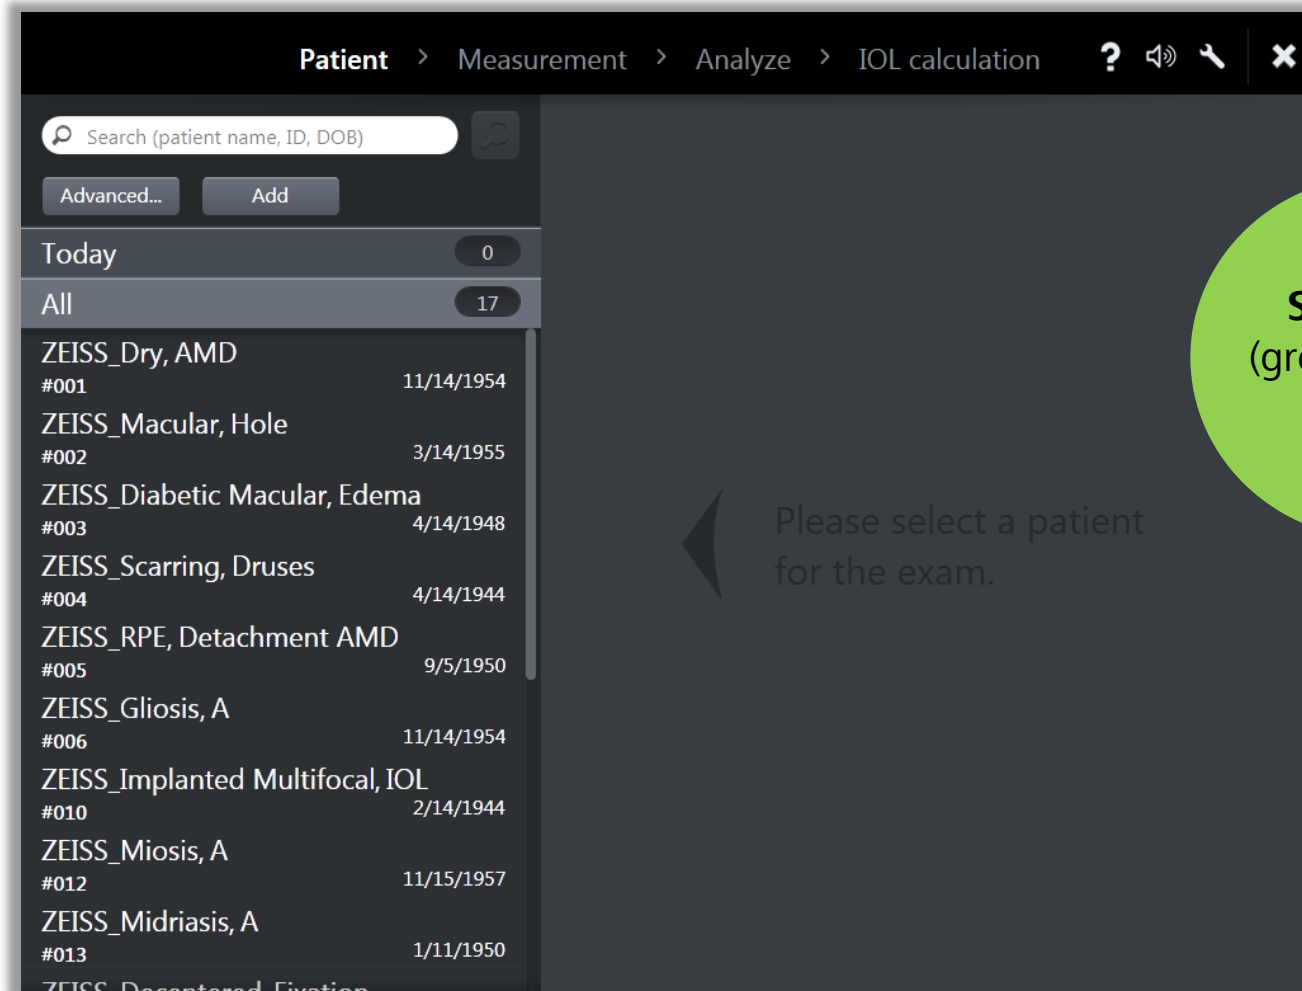 Patient > Measurement > Analyze > IOL calculation ?
Search (patient name, ID, DOB)
Advanced... Add
Today 0
All 17
ZEISS_Dry, AMD
#001 11/14/1954
ZEISS_Macular, Hole
#002 3/14/1955
ZEISS_Diabetic Macular, Edema
#003 4/14/1948
ZEISS_Scarring, Druses
#004 4/14/1944
ZEISS_RPE, Detachment AMD
#005 9/5/1950
ZEISS_Gliosis, A
#006 11/14/1954
ZEISS_Implanted Multifocal, IOL
#010 2/14/1944
ZEISS_Miosis, A
#012 11/15/1957
ZEISS_Midriasis, A
#013 1/11/1950
ZEISS_Decentered, Fixation
Please select a patient
for the exam.